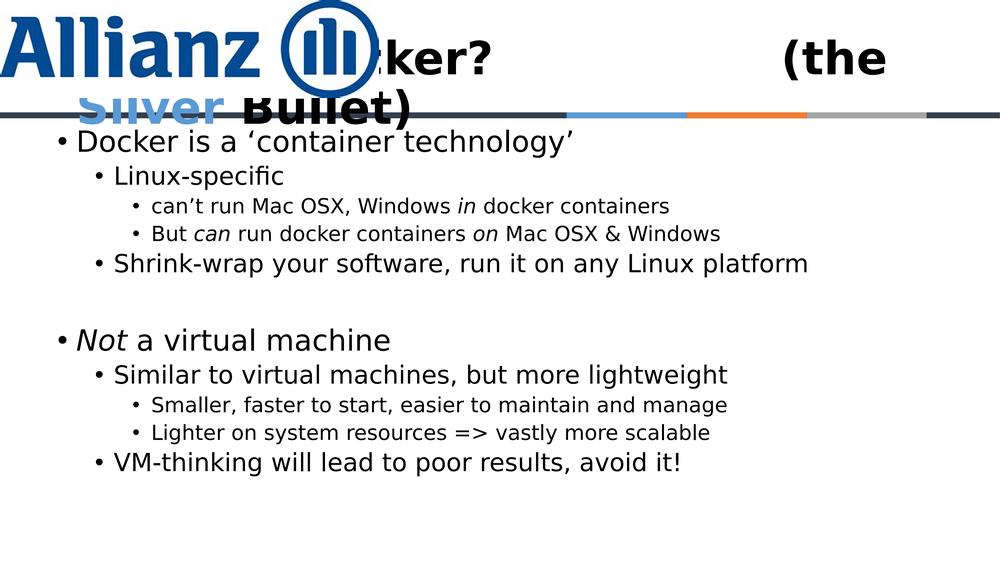 Allianz
ker? (the
Silver Bullet)
• Docker is a ‘container technology’
• Linux-specific
• can’t run Mac OSX, Windows in docker containers
• But can run docker containers on Mac OSX & Windows
• Shrink-wrap your software, run it on any Linux platform
• Not a virtual machine
• Similar to virtual machines, but more lightweight
• Smaller, faster to start, easier to maintain and manage
• Lighter on system resources => vastly more scalable
• VM-thinking will lead to poor results, avoid it!